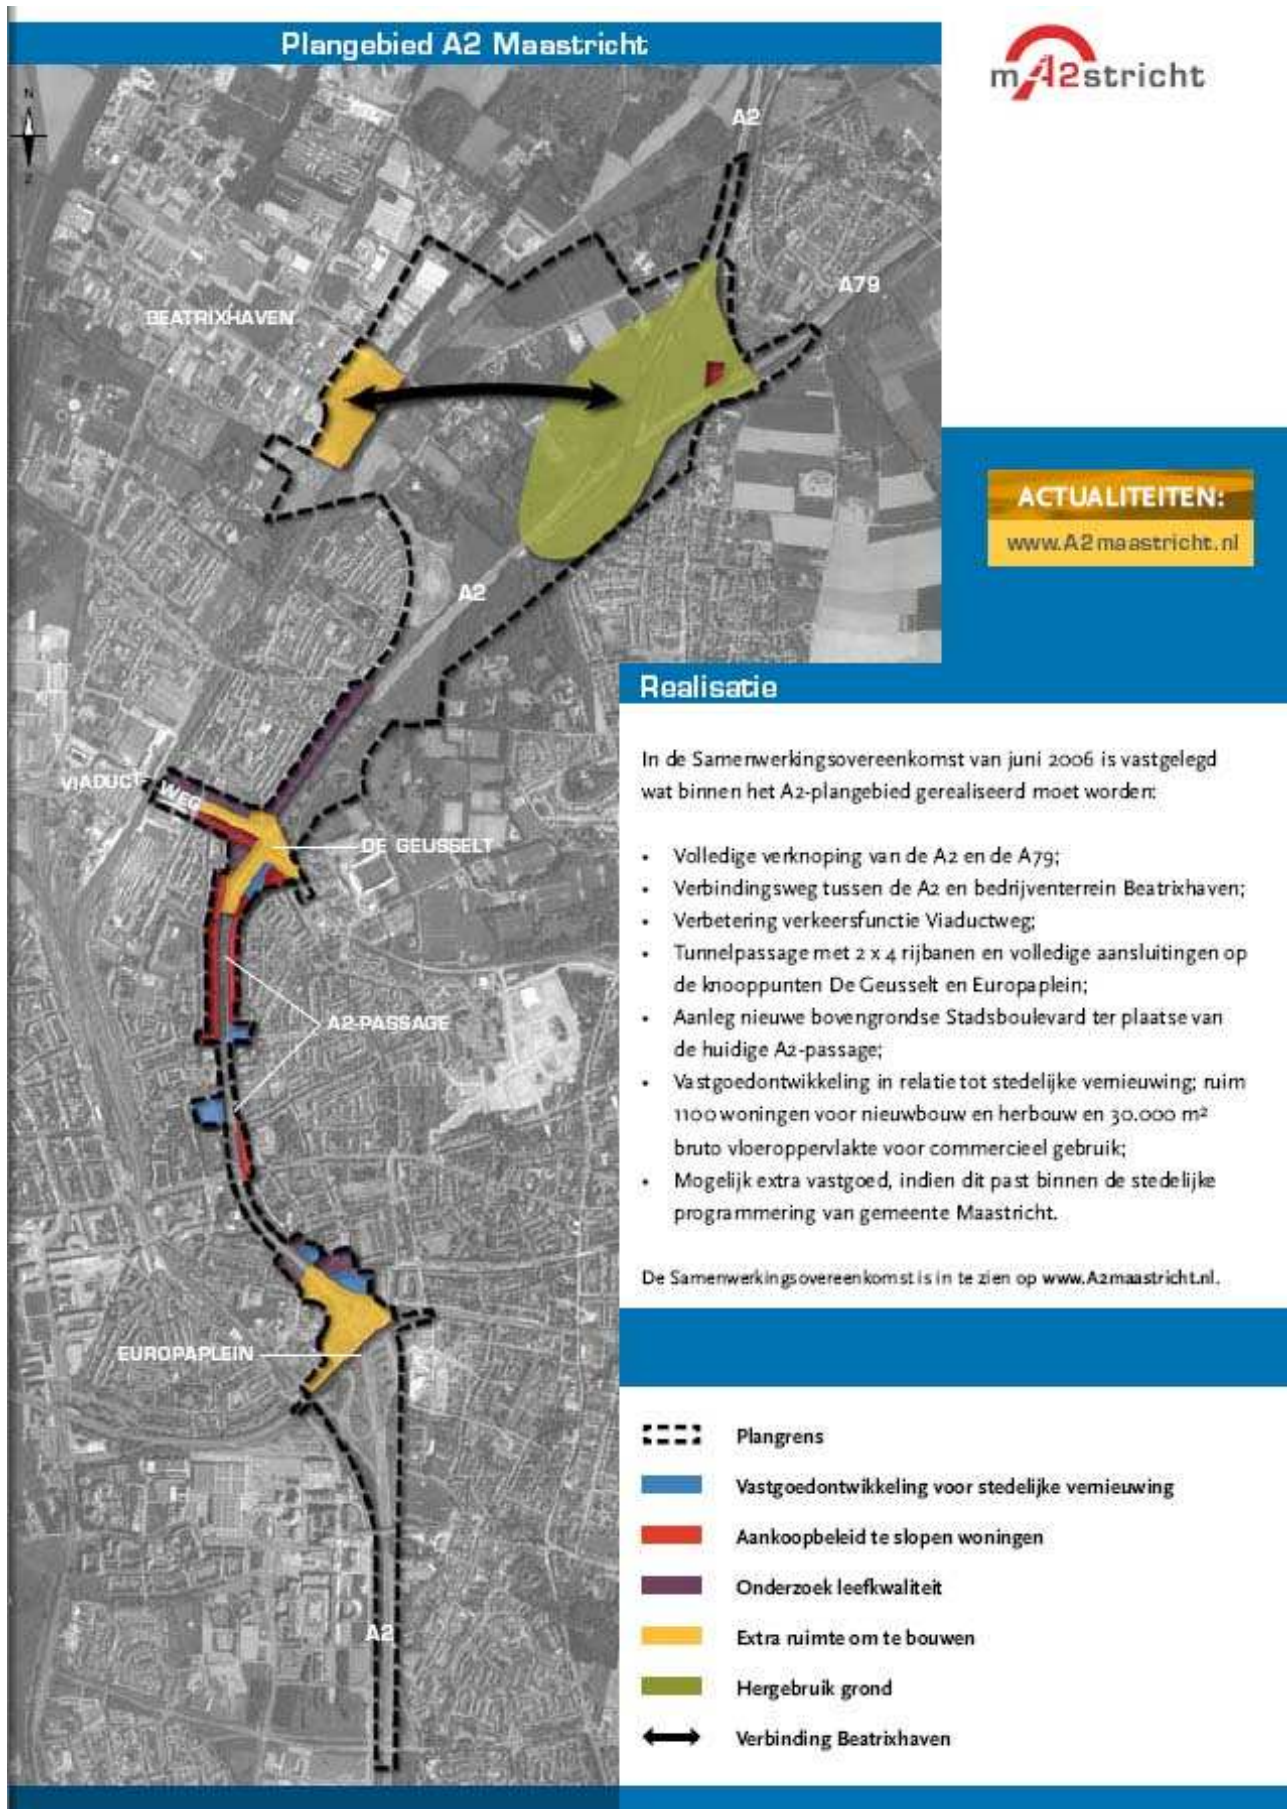 Plangebied A2 Maastricht
mA2stricht
N
Z
A2
A79
BEATRIXHAVEN
ACTUALITEITEN:
www.A2maastricht.nl
A2
VIADUCT-
WEG
DE GEUSSELT
A2-PASSAGE
EUROPAPLEIN
A2
Realisatie
In de Samenwerkingsovereenkomst van juni 2006 is vastgelegd
wat binnen het A2-plangebied gerealiseerd moet worden:
• Volledige verknoping van de A2 en de A79;
• Verbindingsweg tussen de A2 en bedrijventerrein Beatrixhaven;
• Verbetering verkeersfunctie Viaductweg;
• Tunnelpassage met 2 x 4 rijbanen en volledige aansluitingen op
de knooppunten De Geusselt en Europaplein;
• Aanleg nieuwe bovengrondse Stadsboulevard ter plaatse van
de huidige A2-passage;
• Vastgoedontwikkeling in relatie tot stedelijke vernieuwing; ruim
1100 woningen voor nieuwbouw en herbouw en 30.000 m²
bruto vloeroppervlakte voor commercieel gebruik;
• Mogelijk extra vastgoed, indien dit past binnen de stedelijke
programmering van gemeente Maastricht.
De Samenwerkingsovereenkomst is in te zien op www.A2maastricht.nl.
Plangrens
Vastgoedontwikkeling voor stedelijke vernieuwing
Aankoopbeleid te slopen woningen
Onderzoek leefkwaliteit
Extra ruimte om te bouwen
Hergebruik grond
Verbinding Beatrixhaven